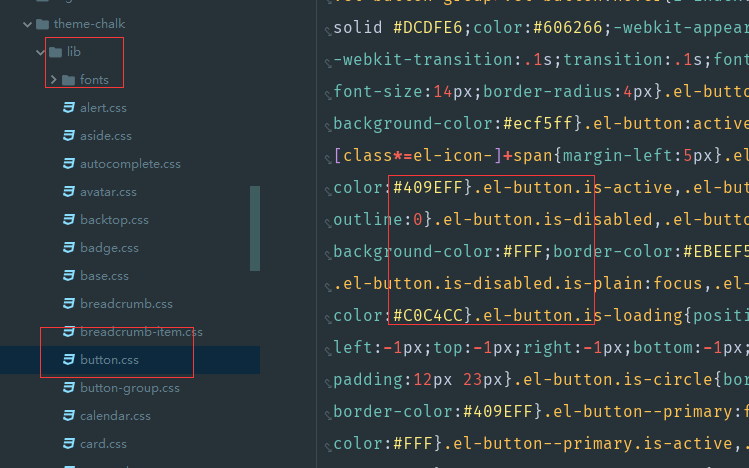 theme-chalk
lib
fonts
alert.css
aside.css
autocomplete.css
avatar.css
backtop.css
badge.css
base.css
breadcrumb.css
breadcrumb-item.css
button.css
button-group.css
calendar.css
card.css
solid #DCDFE6;color:#606266;-webkit-appear
-webkit-transition:.1s;transition:.1s;font
font-size:14px;border-radius:4px}.el-butto
background-color:#ecf5ff}.el-button:active
[class*=el-icon-]+span{margin-left:5px}.el
color:#409EFF}.el-button.is-active,.el-but
outline:0}.el-button.is-disabled,.el-butto
background-color:#FFF;border-color:#EBEEF5
.el-button.is-disabled.is-plain:focus,.el-
color:#C0C4CC}.el-button.is-loading{positi
left:-1px;top:-1px;right:-1px;bottom:-1px;
padding:12px 23px}.el-button.is-circle{bor
border-color:#409EFF}.el-button--primary:f
color:#FFF}.el-button--primary.is-active,.